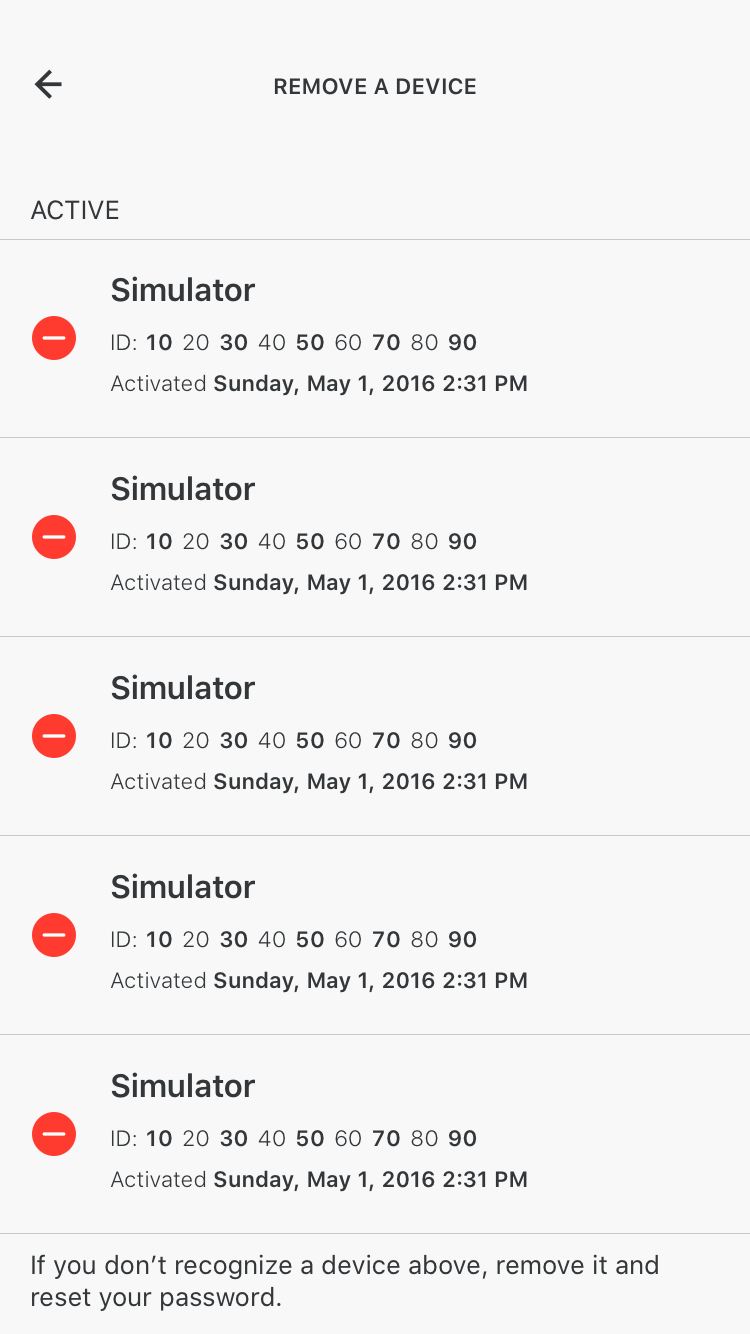 REMOVE A DEVICE
ACTIVE
Simulator
ID: 10 20 30 40 50 60 70 80 90
Activated Sunday, May 1, 2016 2:31 PM
Simulator
ID: 10 20 30 40 50 60 70 80 90
Activated Sunday, May 1, 2016 2:31 PM
Simulator
ID: 10 20 30 40 50 60 70 80 90
Activated Sunday, May 1, 2016 2:31 PM
Simulator
ID: 10 20 30 40 50 60 70 80 90
Activated Sunday, May 1, 2016 2:31 PM
Simulator
ID: 10 20 30 40 50 60 70 80 90
Activated Sunday, May 1, 2016 2:31 PM
If you don’t recognize a device above, remove it and
reset your password.